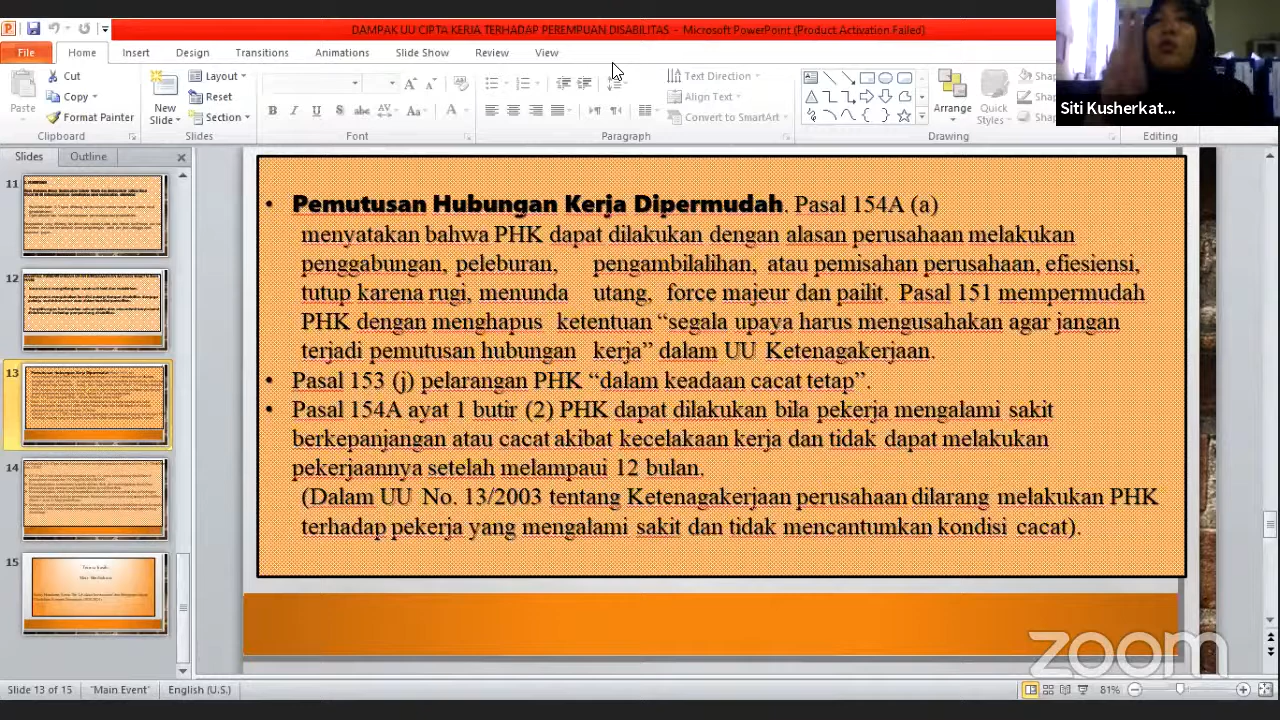 DAMPAK UU CIPTA KERJA TERHADAP PEREMPUAN DISABILITAS - Microsoft PowerPoint (Product Activation Failed)
File Home Insert Design Transitions Animations Slide Show Review View
Siti Kusherkat...
Paste
Cut
Copy
Format Painter
Clipboard
New Slide
Layout
Reset
Section
Slides
Font
Text Direction
Align Text
Convert to SmartArt
Paragraph
Arrange
Quick Styles
Drawing
Editing
Slides Outline
11
12
13
14
15
• Pemutusan Hubungan Kerja Dipermudah. Pasal 154A (a)
menyatakan bahwa PHK dapat dilakukan dengan alasan perusahaan melakukan
penggabungan, peleburan, pengambilalihan, atau pemisahan perusahaan, efiesiensi,
tutup karena rugi, menunda utang, force majeur dan pailit. Pasal 151 mempermudah
PHK dengan menghapus ketentuan “segala upaya harus mengusahakan agar jangan
terjadi pemutusan hubungan kerja” dalam UU Ketenagakerjaan.
• Pasal 153 (j) pelarangan PHK “dalam keadaan cacat tetap”.
• Pasal 154A ayat 1 butir (2) PHK dapat dilakukan bila pekerja mengalami sakit
berkepanjangan atau cacat akibat kecelakaan kerja dan tidak dapat melakukan
pekerjaannya setelah melampaui 12 bulan.
(Dalam UU No. 13/2003 tentang Ketenagakerjaan perusahaan dilarang melakukan PHK
terhadap pekerja yang mengalami sakit dan tidak mencantumkan kondisi cacat).
zoom
Slide 13 of 15 "Main Event" English (U.S.) 81%